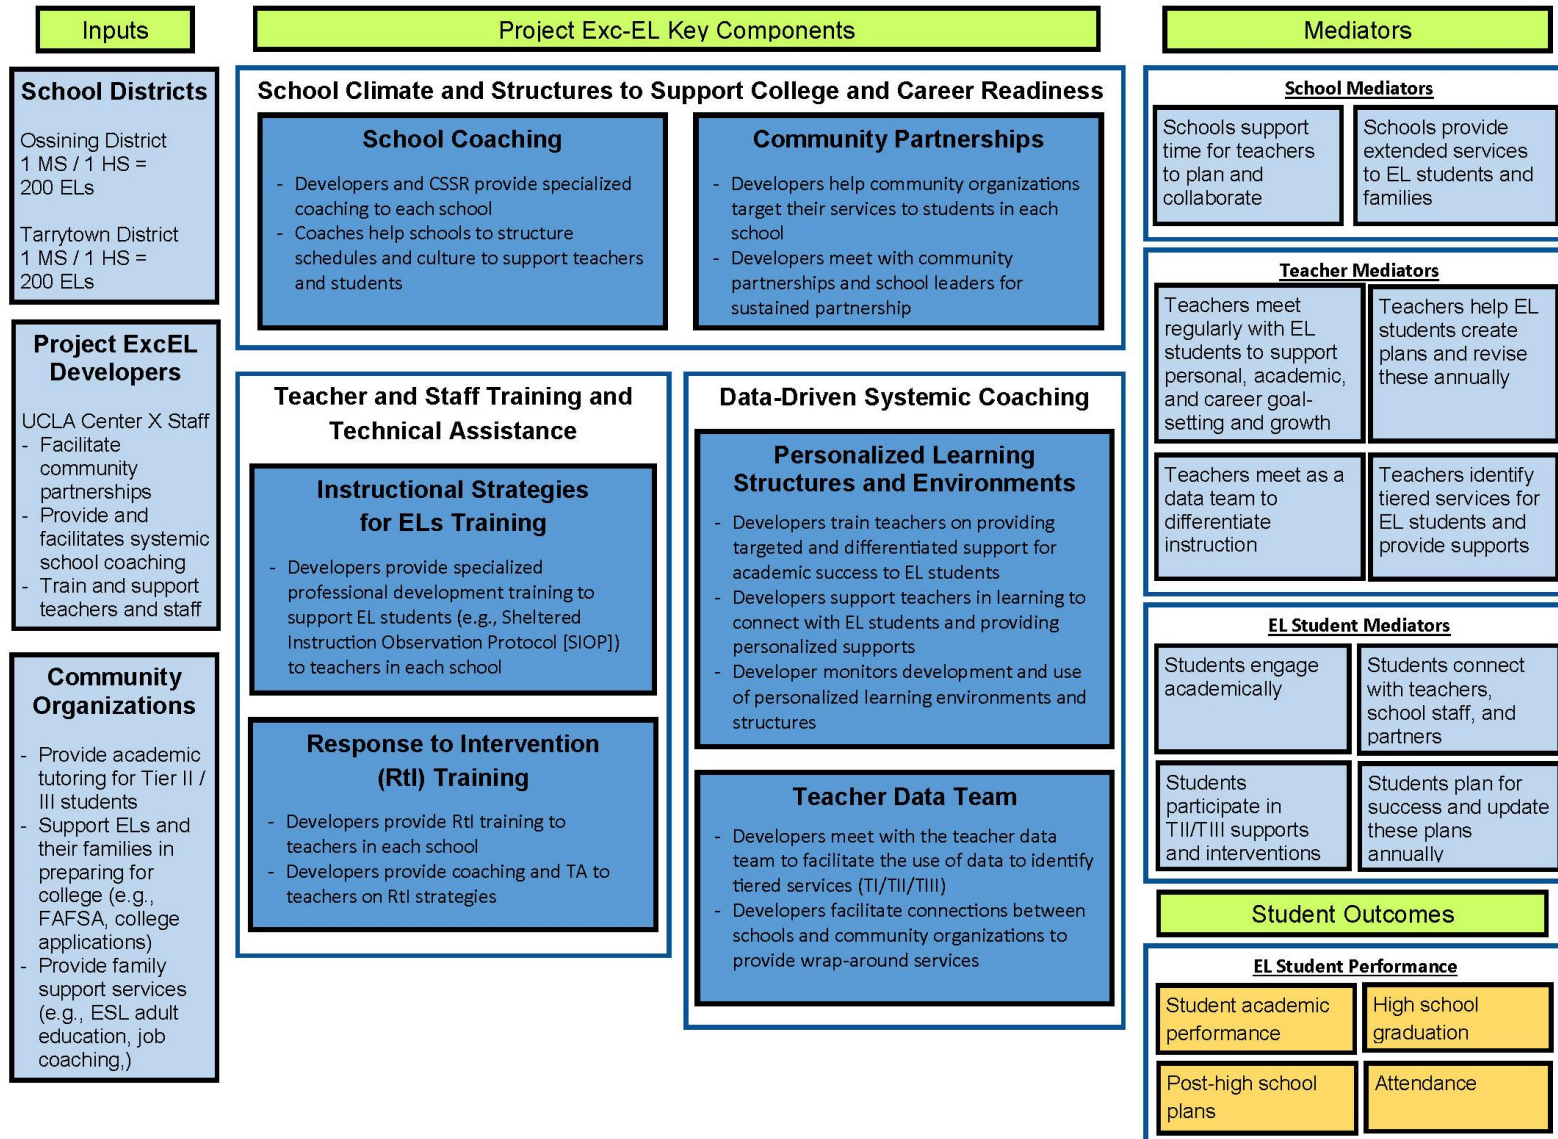 Inputs
School Districts
Ossining District
1 MS / 1 HS =
200 ELs
Tarrytown District
1 MS / 1 HS =
200 ELs
Project ExcEL
Developers
UCLA Center X Staff
- Facilitate
community
partnerships
- Provide and
facilitates systemic
school coaching
- Train and support
teachers and staff
Community
Organizations
- Provide academic
tutoring for Tier II /
III students
- Support ELs and
their families in
preparing for
college (e.g.,
FAFSA, college
applications)
- Provide family
support services
(e.g., ESL adult
education, job
coaching,)
Project Exc-EL Key Components
School Climate and Structures to Support College and Career Readiness
School Coaching
- Developers and CSSR provide specialized
coaching to each school
- Coaches help schools to structure
schedules and culture to support teachers
and students
Community Partnerships
- Developers help community organizations
target their services to students in each
school
- Developers meet with community
partnerships and school leaders for
sustained partnership
Teacher and Staff Training and
Technical Assistance
Instructional Strategies
for ELs Training
- Developers provide specialized
professional development training to
support EL students (e.g., Sheltered
Instruction Observation Protocol [SIOP])
to teachers in each school
Response to Intervention
(RtI) Training
- Developers provide RtI training to
teachers in each school
- Developers provide coaching and TA to
teachers on RtI strategies
Data-Driven Systemic Coaching
Personalized Learning
Structures and Environments
- Developers train teachers on providing
targeted and differentiated support for
academic success to EL students
- Developers support teachers in learning to
connect with EL students and providing
personalized supports
- Developer monitors development and use
of personalized learning environments and
structures
Teacher Data Team
- Developers meet with the teacher data
team to facilitate the use of data to identify
tiered services (TI/TII/TIII)
- Developers facilitate connections between
schools and community organizations to
provide wrap-around services
Mediators
School Mediators
Schools support
time for teachers
to plan and
collaborate
Schools provide
extended services
to EL students and
families
Teacher Mediators
Teachers meet
regularly with EL
students to support
personal, academic,
and career goal-
setting and growth
Teachers help EL
students create
plans and revise
these annually
Teachers meet as a
data team to
differentiate
instruction
Teachers identify
tiered services for
EL students and
provide supports
EL Student Mediators
Students engage
academically
Students connect
with teachers,
school staff, and
partners
Students
participate in
TII/TIII supports
and interventions
Students plan for
success and update
these plans
annually
Student Outcomes
EL Student Performance
Student academic
performance
High school
graduation
Post-high school
plans
Attendance